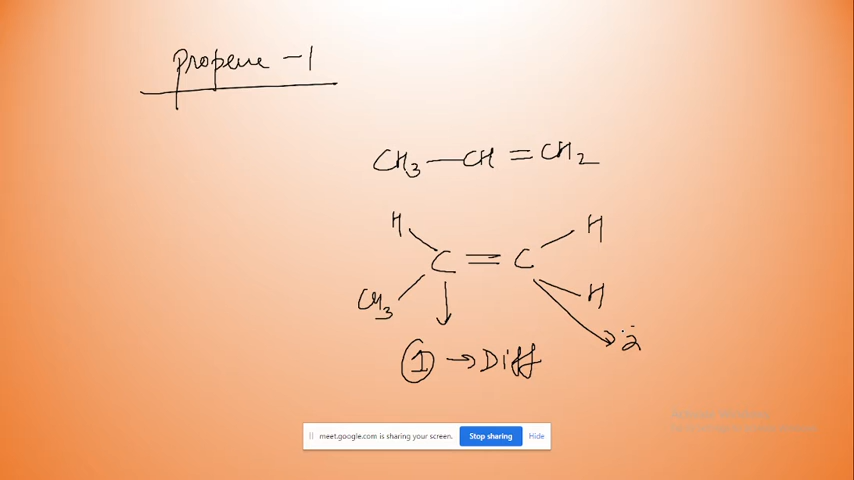 Propene -1
CH3 — CH = CH2
H H
C = C
CH3 H
2
1 → Diff
meet.google.com is sharing your screen. Stop sharing Hide